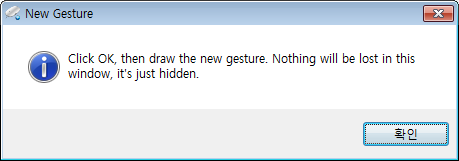 New Gesture
Click OK, then draw the new gesture. Nothing will be lost in this
window, it's just hidden.
확인